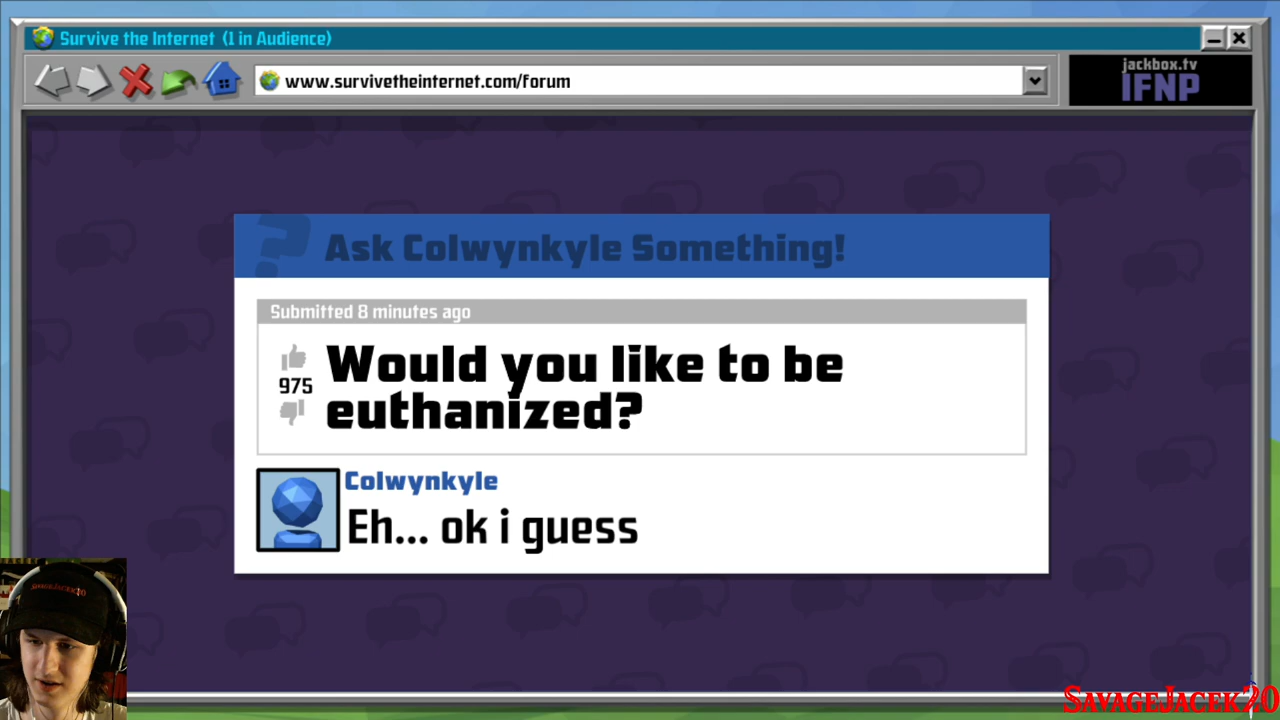 Survive the Internet (1 in Audience)
www.survivetheinternet.com/forum
jackbox.tv
IFNP
Ask Colwynkyle Something!
Submitted 8 minutes ago
975
Would you like to be
euthanized?
Colwynkyle
Eh... ok i guess
SAVAGEJACEK20
SAVAGEJACEK20